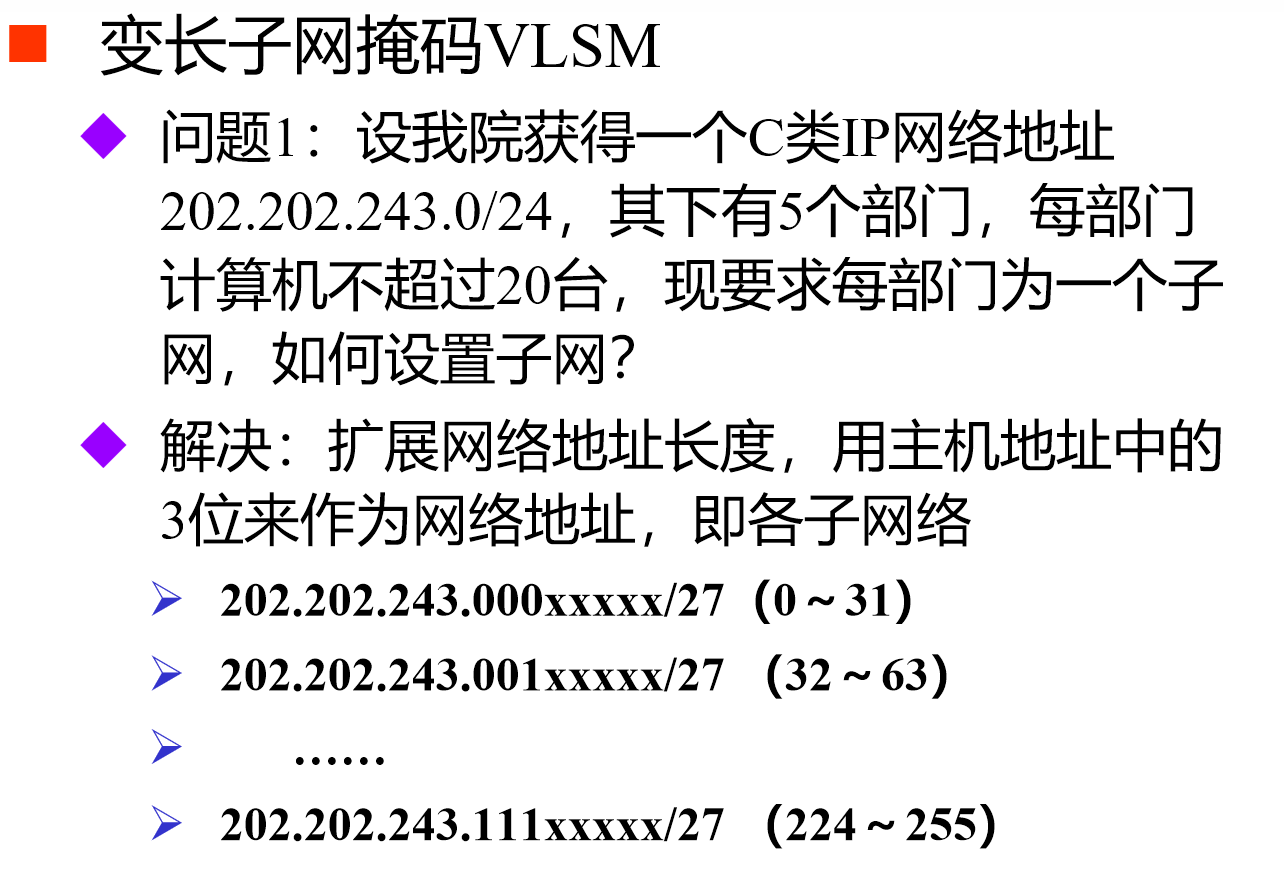 变长子网掩码VLSM
问题1：设我院获得一个C类IP网络地址
202.202.243.0/24，其下有5个部门，每部门
计算机不超过20台，现要求每部门为一个子
网，如何设置子网？
解决：扩展网络地址长度，用主机地址中的
3位来作为网络地址，即各子网络
202.202.243.000xxxxx/27（0～31）
202.202.243.001xxxxx/27 （32～63）
……
202.202.243.111xxxxx/27 （224～255）